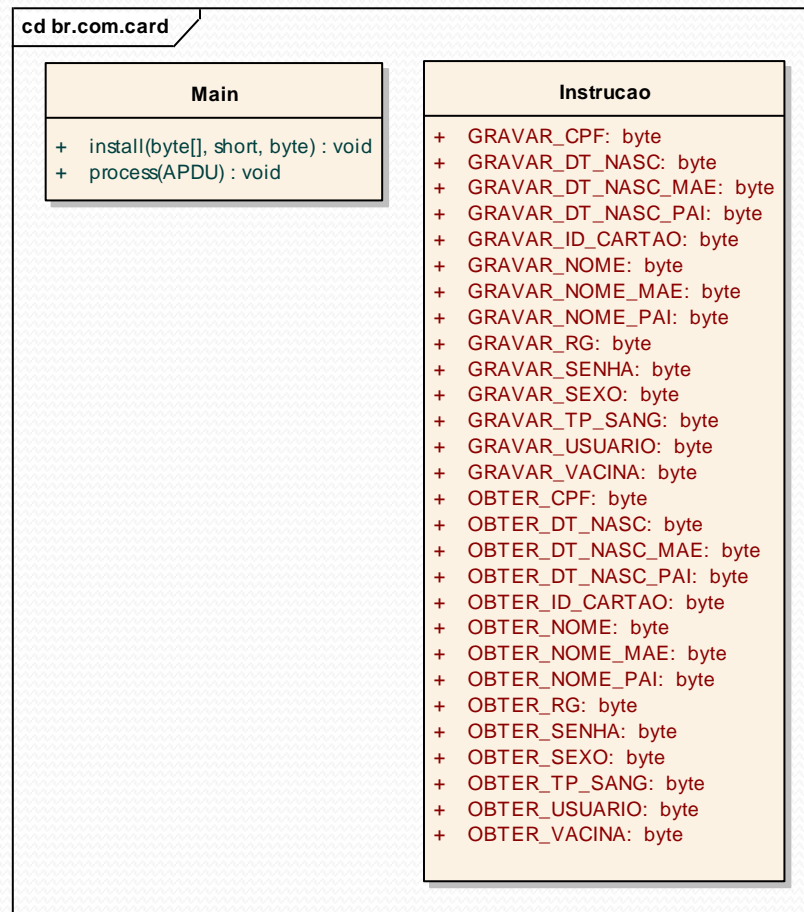 cd br.com.card
Main
+ install(byte[], short, byte) : void
+ process(APDU) : void
Instrucao
+ GRAVAR_CPF: byte
+ GRAVAR_DT_NASC: byte
+ GRAVAR_DT_NASC_MAE: byte
+ GRAVAR_DT_NASC_PAI: byte
+ GRAVAR_ID_CARTAO: byte
+ GRAVAR_NOME: byte
+ GRAVAR_NOME_MAE: byte
+ GRAVAR_NOME_PAI: byte
+ GRAVAR_RG: byte
+ GRAVAR_SENHA: byte
+ GRAVAR_SEXO: byte
+ GRAVAR_TP_SANG: byte
+ GRAVAR_USUARIO: byte
+ GRAVAR_VACINA: byte
+ OBTER_CPF: byte
+ OBTER_DT_NASC: byte
+ OBTER_DT_NASC_MAE: byte
+ OBTER_DT_NASC_PAI: byte
+ OBTER_ID_CARTAO: byte
+ OBTER_NOME: byte
+ OBTER_NOME_MAE: byte
+ OBTER_NOME_PAI: byte
+ OBTER_RG: byte
+ OBTER_SENHA: byte
+ OBTER_SEXO: byte
+ OBTER_TP_SANG: byte
+ OBTER_USUARIO: byte
+ OBTER_VACINA: byte